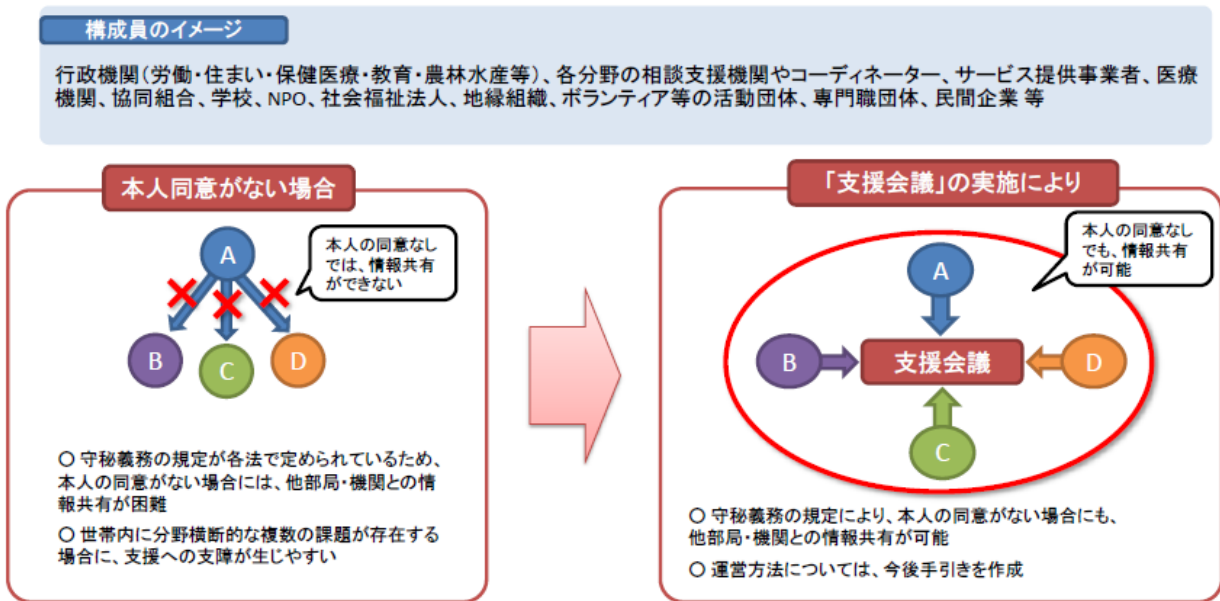 構成員のイメージ
行政機関(労働・住まい・保健医療・教育・農林水産等)、各分野の相談支援機関やコーディネーター、サービス提供事業者、医療
機関、協同組合、学校、NPO、社会福祉法人、地縁組織、ボランティア等の活動団体、専門職団体、民間企業 等
本人同意がない場合
A
本人の同意なし
では、情報共有
ができない
B
C
D
○ 守秘義務の規定が各法で定められているため、
本人の同意がない場合には、他部局・機関との情
報共有が困難
○ 世帯内に分野横断的な複数の課題が存在する
場合に、支援への支障が生じやすい
「支援会議」の実施により
本人の同意なし
でも、情報共有
が可能
A
B
支援会議
D
C
○ 守秘義務の規定により、本人の同意がない場合にも、
他部局・機関との情報共有が可能
○ 運営方法については、今後手引きを作成